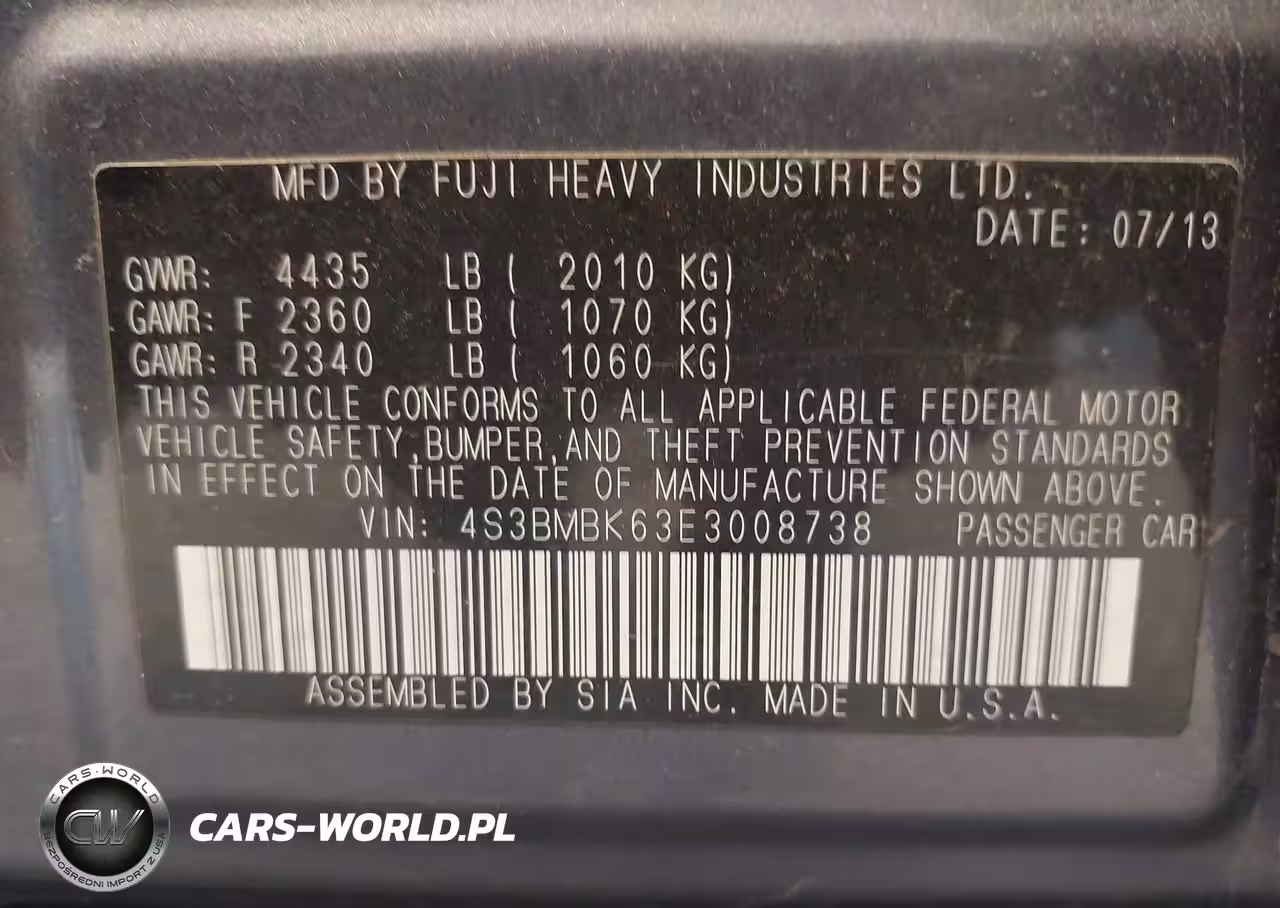 MFD BY FUJI HEAVY INDUSTRIES LTD.
DATE: 07/13
GVWR: 4435 LB ( 2010 KG)
GAWR: F 2360 LB ( 1070 KG)
GAWR: R 2340 LB ( 1060 KG)
THIS VEHICLE CONFORMS TO ALL APPLICABLE FEDERAL MOTOR
VEHICLE SAFETY,BUMPER,AND THEFT PREVENTION STANDARDS
IN EFFECT ON THE DATE OF MANUFACTURE SHOWN ABOVE.
VIN: 4S3BMBK63E3008738 PASSENGER CAR
ASSEMBLED BY SIA INC. MADE IN U.S.A.
CARS-WORLD
CW
BEZPOŚREDNI IMPORT Z USA
CARS-WORLD.PL